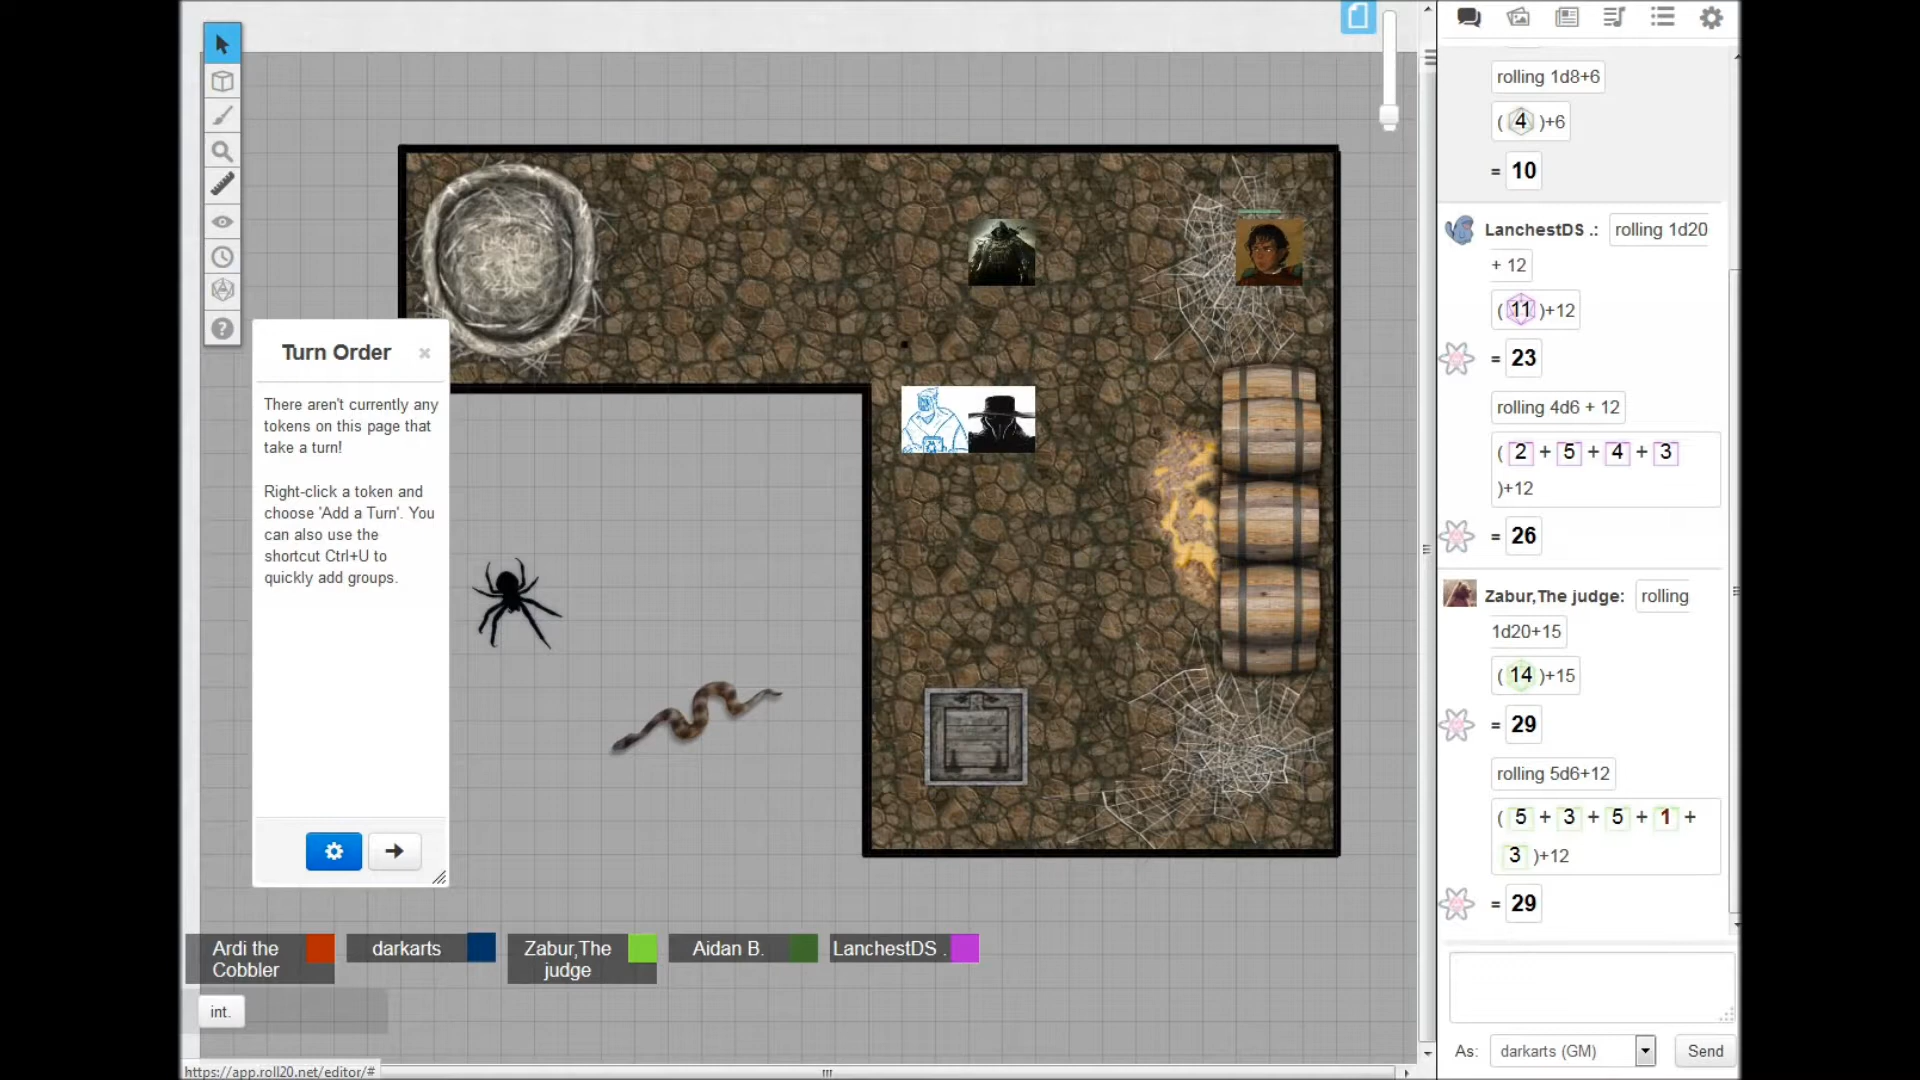 Turn Order ×
There aren't currently any
tokens on this page that
take a turn!
Right-click a token and
choose 'Add a Turn'. You
can also use the
shortcut Ctrl+U to
quickly add groups.
Ardi the
Cobbler
darkarts
Zabur,The
judge
Aidan B.
LanchestDS .
int.
https://app.roll20.net/editor/#
rolling 1d8+6
( 4 )+6
= 10
LanchestDS .: rolling 1d20
+ 12
( 11 )+12
= 23
rolling 4d6 + 12
( 2 + 5 + 4 + 3
)+12
= 26
Zabur,The judge: rolling
1d20+15
( 14 )+15
= 29
rolling 5d6+12
( 5 + 3 + 5 + 1 +
3 )+12
= 29
As: darkarts (GM) Send